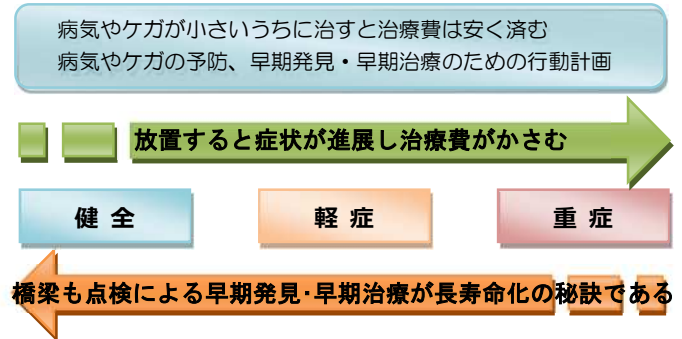 病気やケガが小さいうちに治すと治療費は安く済む
病気やケガの予防、早期発見・早期治療のための行動計画
放置すると症状が進展し治療費がかさむ
健 全
軽 症
重 症
橋梁も点検による早期発見･早期治療が長寿命化の秘訣である